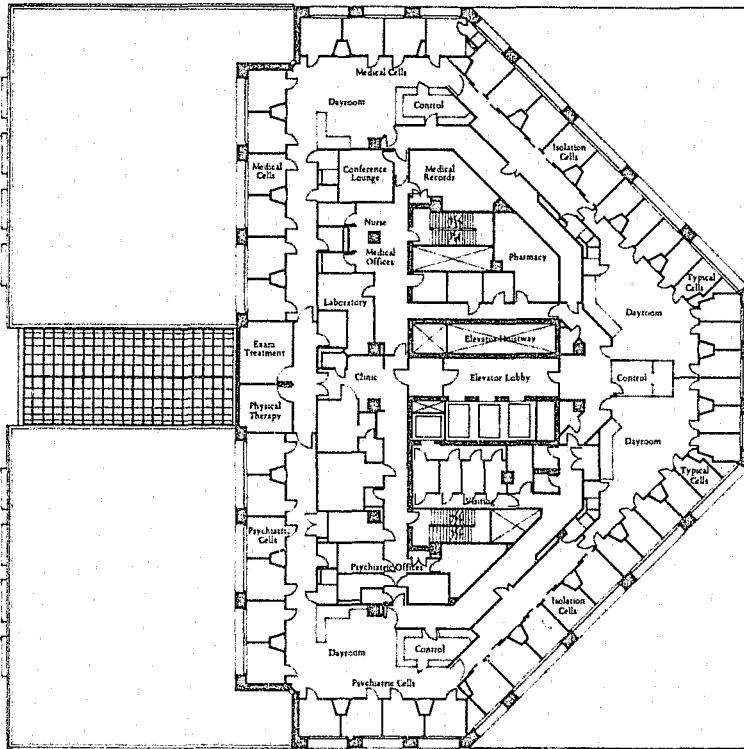 Medical Cells
Dayroom
Control
Isolation
Cells
Medical
Cells
Conference
Lounge
Medical
Records
Nurse
Medical
Offices
Pharmacy
Typical
Cells
Laboratory
Dayroom
Exam
Treatment
Elevator Hoistway
Clinic
Elevator Lobby
Control
Physical
Therapy
Dayroom
Typical
Cells
Visiting
Psychiatric
Cells
Psychiatric Offices
Isolation
Cells
Dayroom
Control
Psychiatric Cells